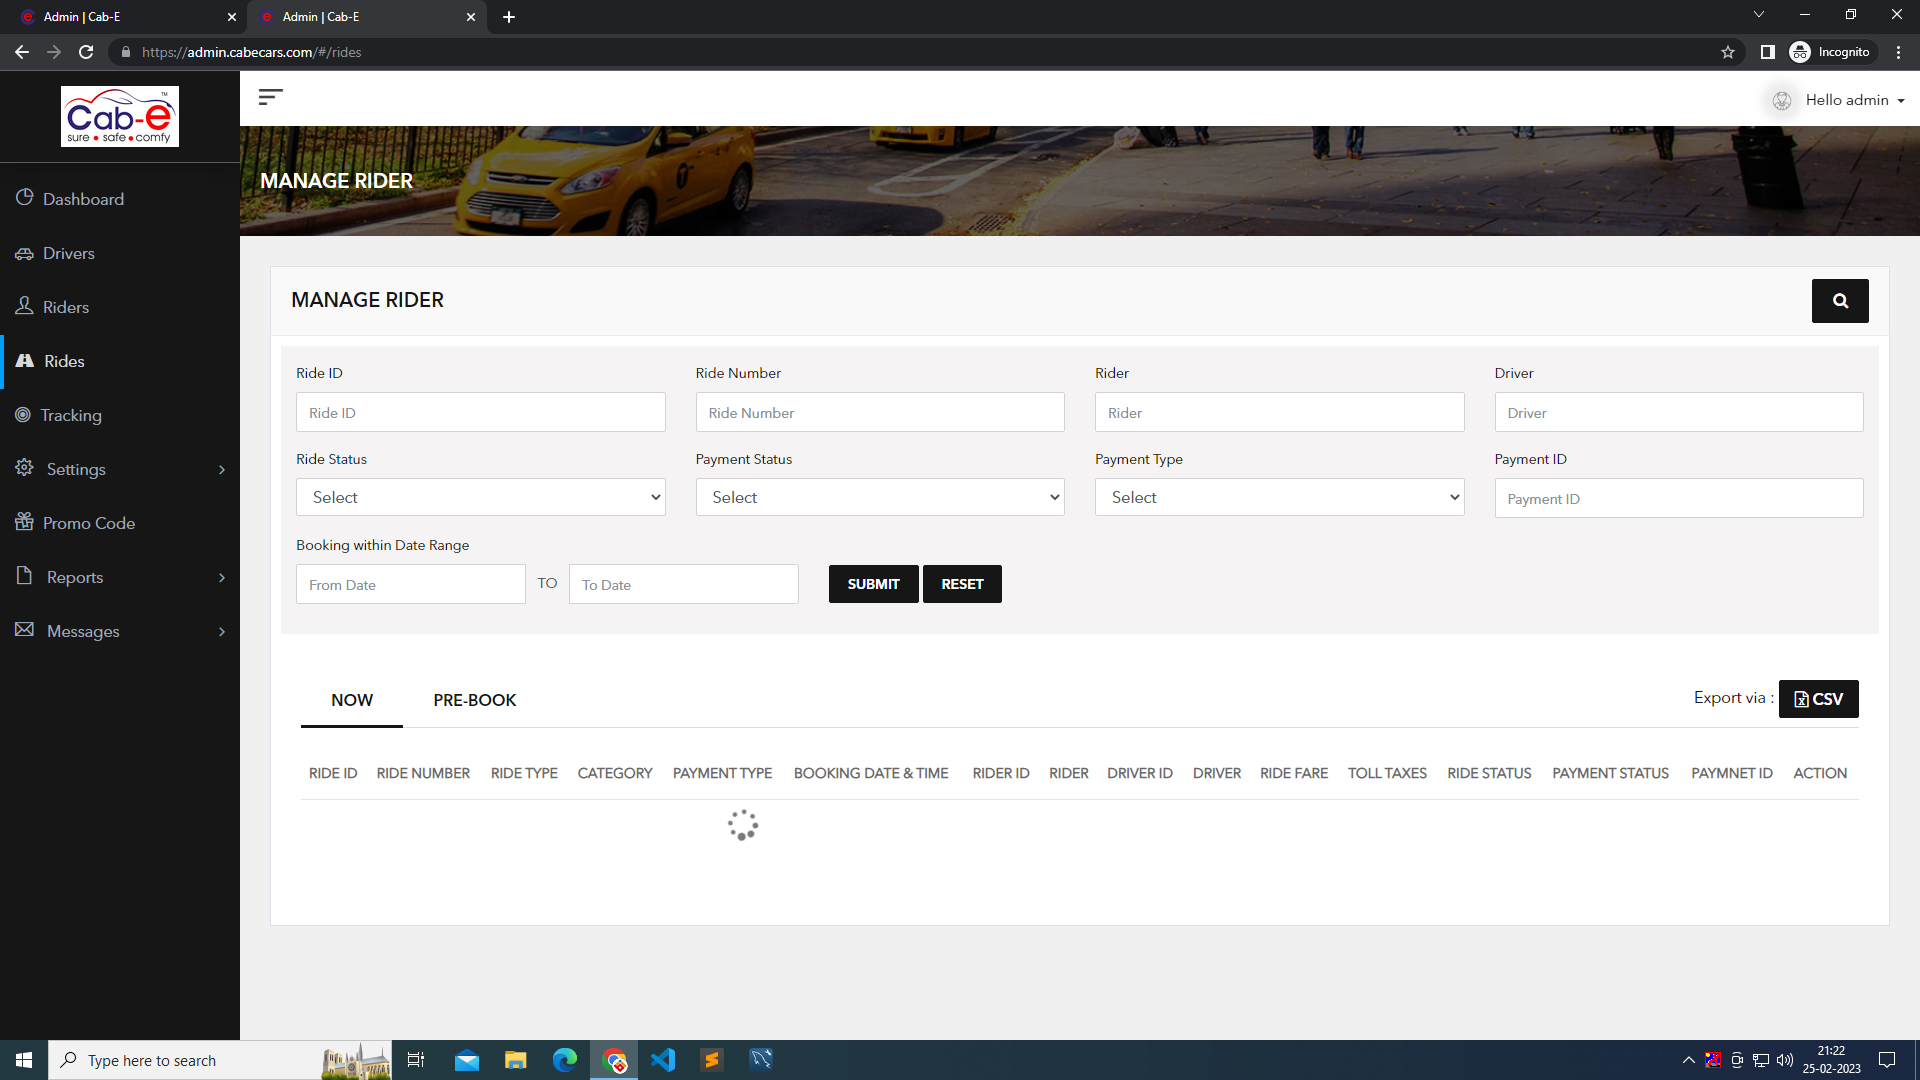 Admin | Cab-E
Admin | Cab-E
https://admin.cabecars.com/#/rides
Incognito
Cab-e
TM
sure • safe • comfy
Hello admin
Dashboard
Drivers
Riders
Rides
Tracking
Settings
Promo Code
Reports
Messages
MANAGE RIDER
MANAGE RIDER
Ride ID
Ride Number
Rider
Driver
Ride ID
Ride Number
Rider
Driver
Ride Status
Payment Status
Payment Type
Payment ID
Select
Select
Select
Payment ID
Booking within Date Range
From Date
TO
To Date
SUBMIT
RESET
NOW
PRE-BOOK
Export via :
CSV
RIDE ID RIDE NUMBER RIDE TYPE CATEGORY PAYMENT TYPE BOOKING DATE & TIME RIDER ID RIDER DRIVER ID DRIVER RIDE FARE TOLL TAXES RIDE STATUS PAYMENT STATUS PAYMNET ID ACTION
Type here to search
21:22
25-02-2023